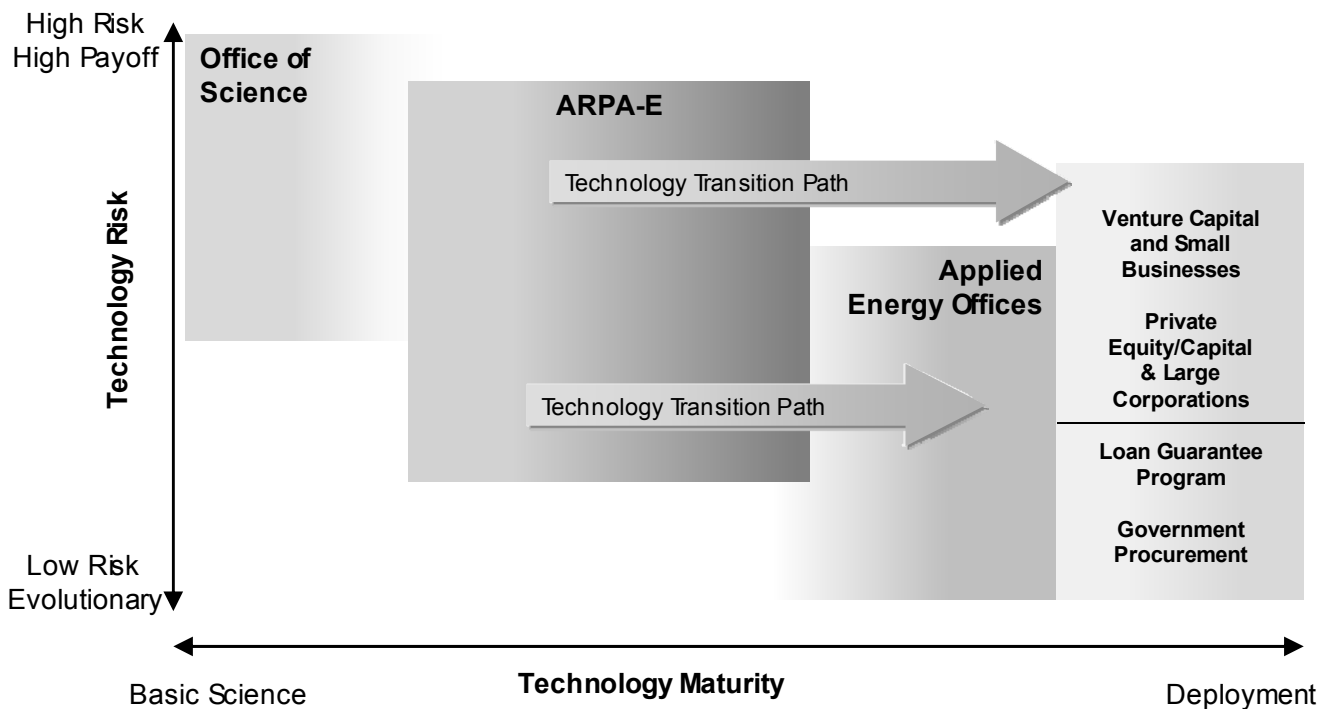 High Risk
High Payoff
Office of
Science
ARPA-E
Technology Transition Path
Technology Risk
Venture Capital
and Small
Businesses
Applied
Energy Offices
Private
Equity/Capital
& Large
Corporations
Technology Transition Path
Loan Guarantee
Program
Government
Procurement
Low Risk
Evolutionary
Basic Science
Technology Maturity
Deployment